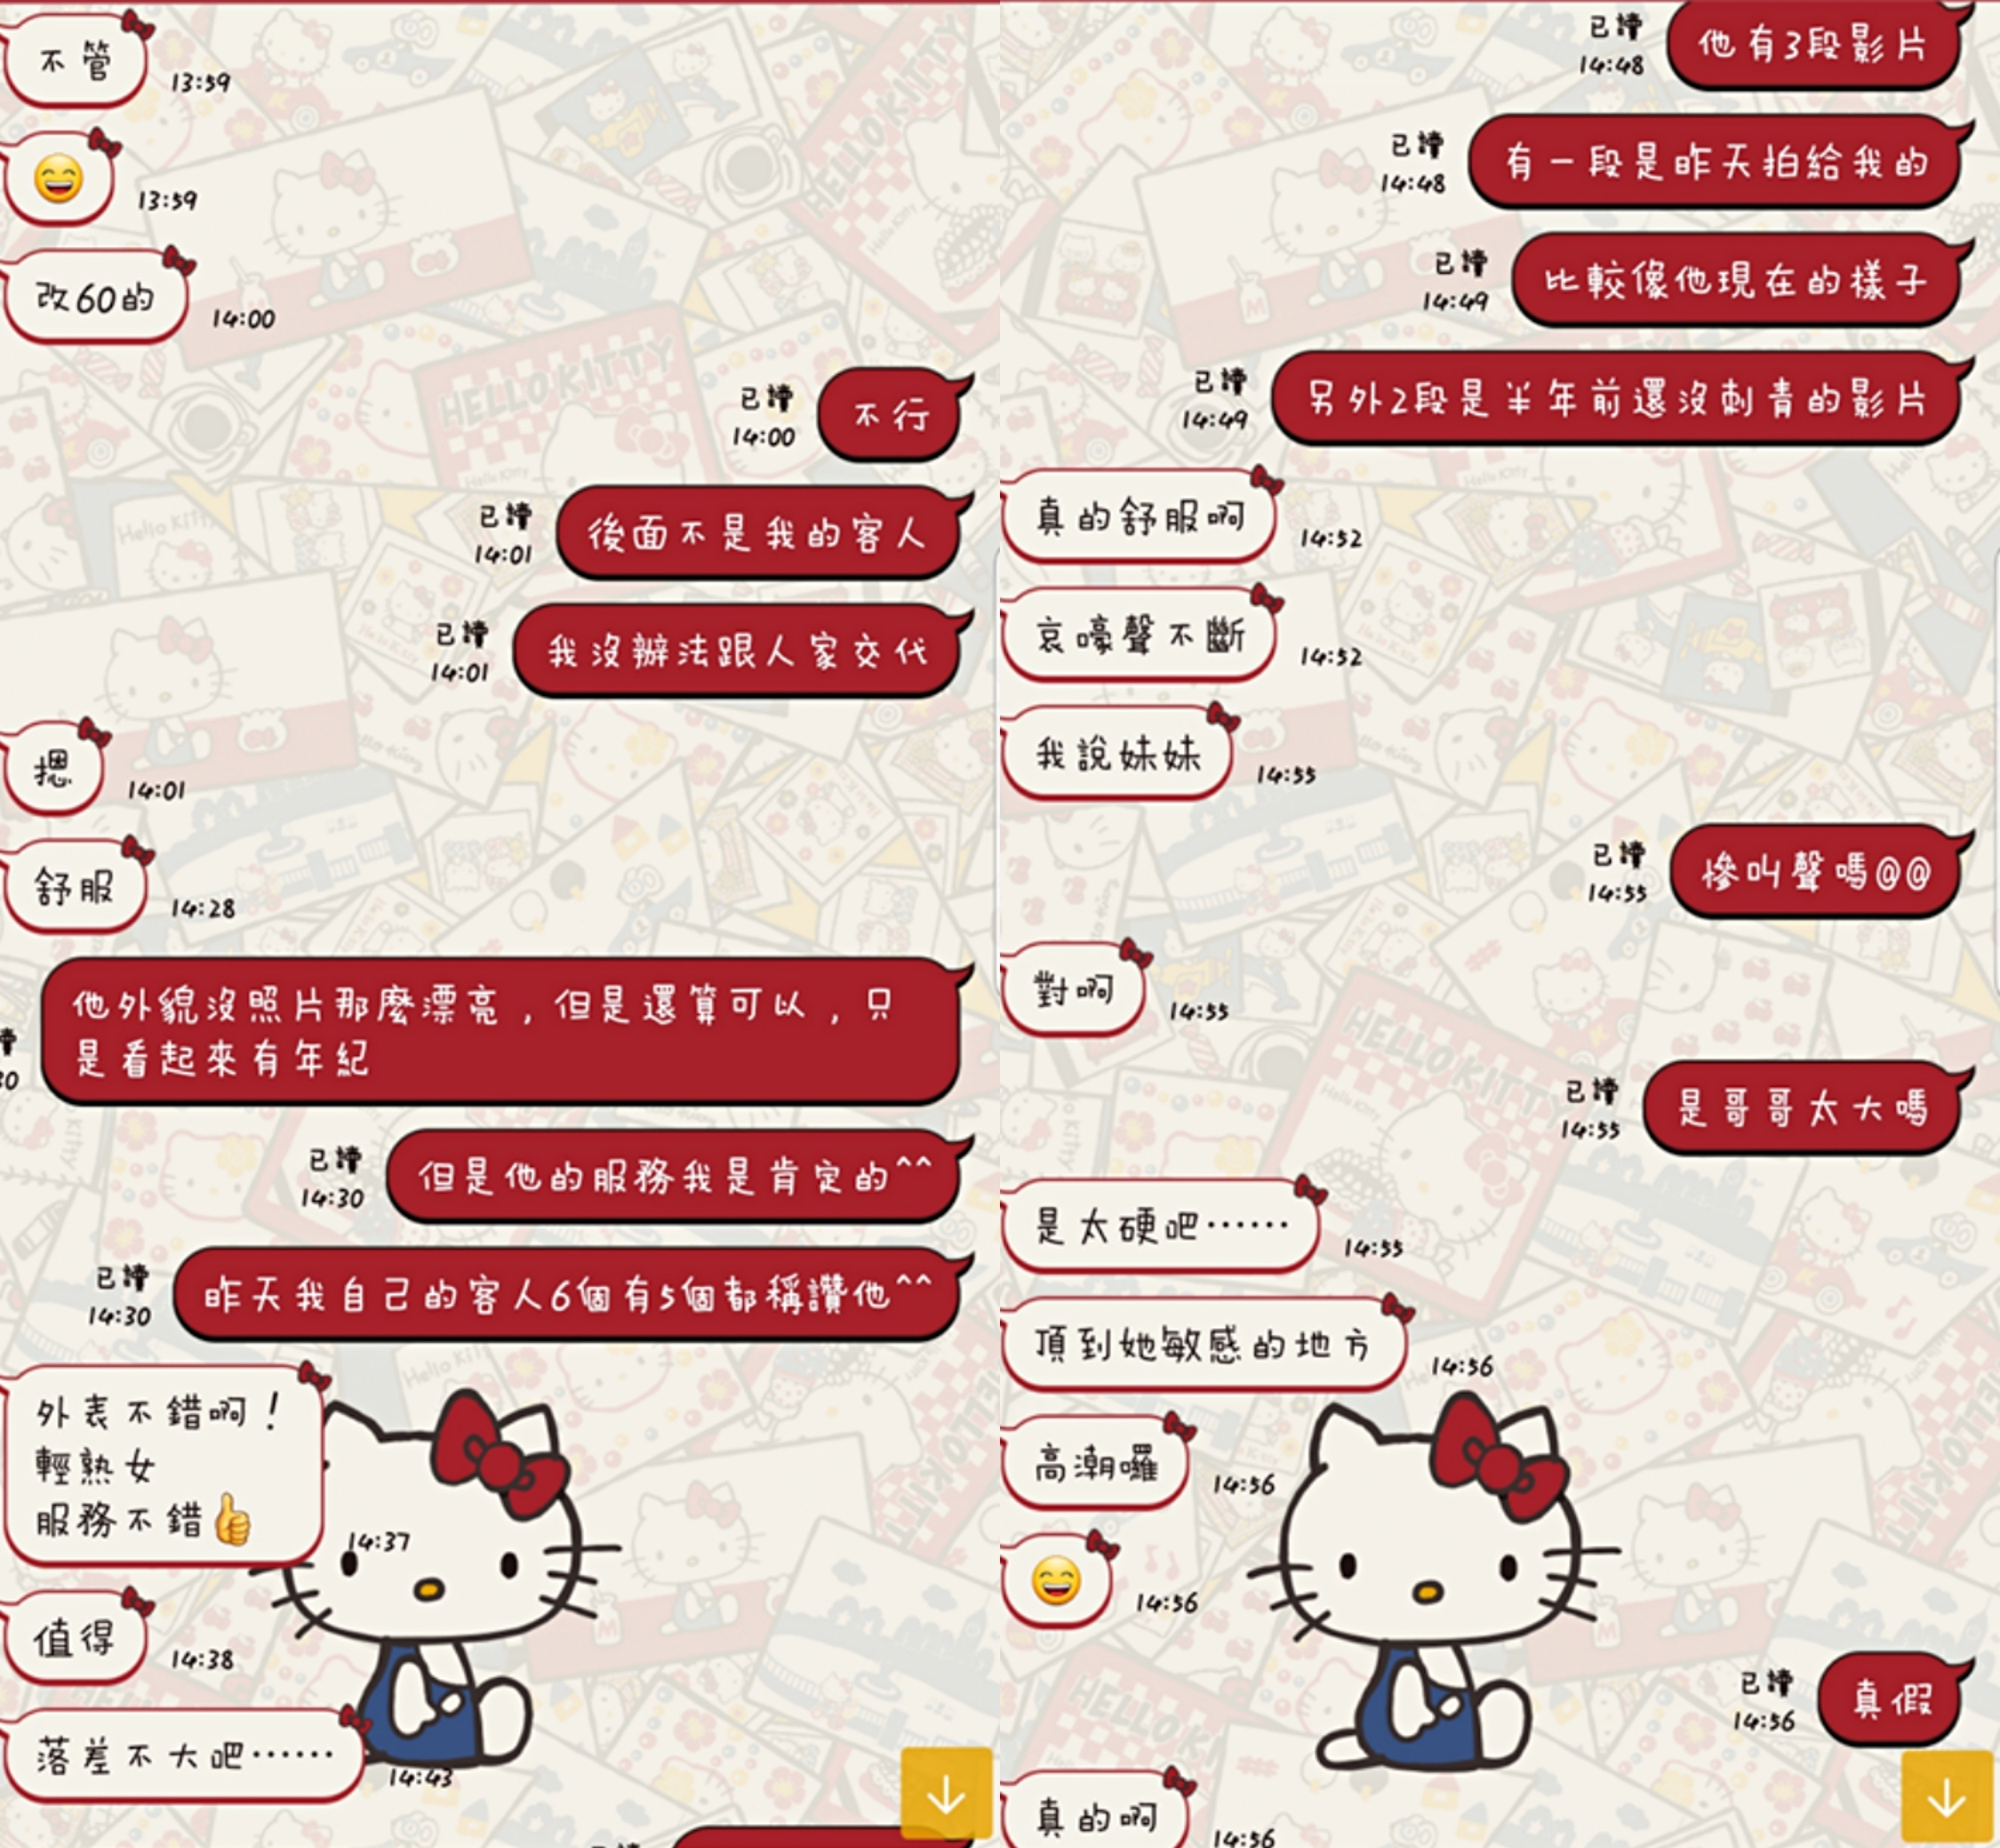 不管
13:59
13:59
改60的
14:00
已讀
14:00
不行
已讀
14:01
後面不是我的客人
已讀
14:01
我沒辦法跟人家交代
摁
14:01
舒服
14:28
他外貌沒照片那麼漂亮，但是還算可以，只
是看起來有年紀
已讀
14:30
但是他的服務我是肯定的^^
已讀
14:30
昨天我自己的客人6個有5個都稱讚他^^
外表不錯啊！
輕熟女
服務不錯
14:37
值得
14:38
落差不大吧⋯⋯
14:43
已讀
14:48
他有3段影片
已讀
14:48
有一段是昨天拍給我的
已讀
14:49
比較像他現在的樣子
已讀
14:49
另外2段是半年前還沒刺青的影片
真的舒服啊
14:52
哀嚎聲不斷
14:52
我說妹妹
14:55
已讀
14:55
慘叫聲嗎@@
對啊
14:55
已讀
14:55
是哥哥太大嗎
是太硬吧⋯⋯
14:55
頂到她敏感的地方
14:56
高潮囉
14:56
14:56
已讀
14:56
真假
真的啊
14:56
HELLO KITTY